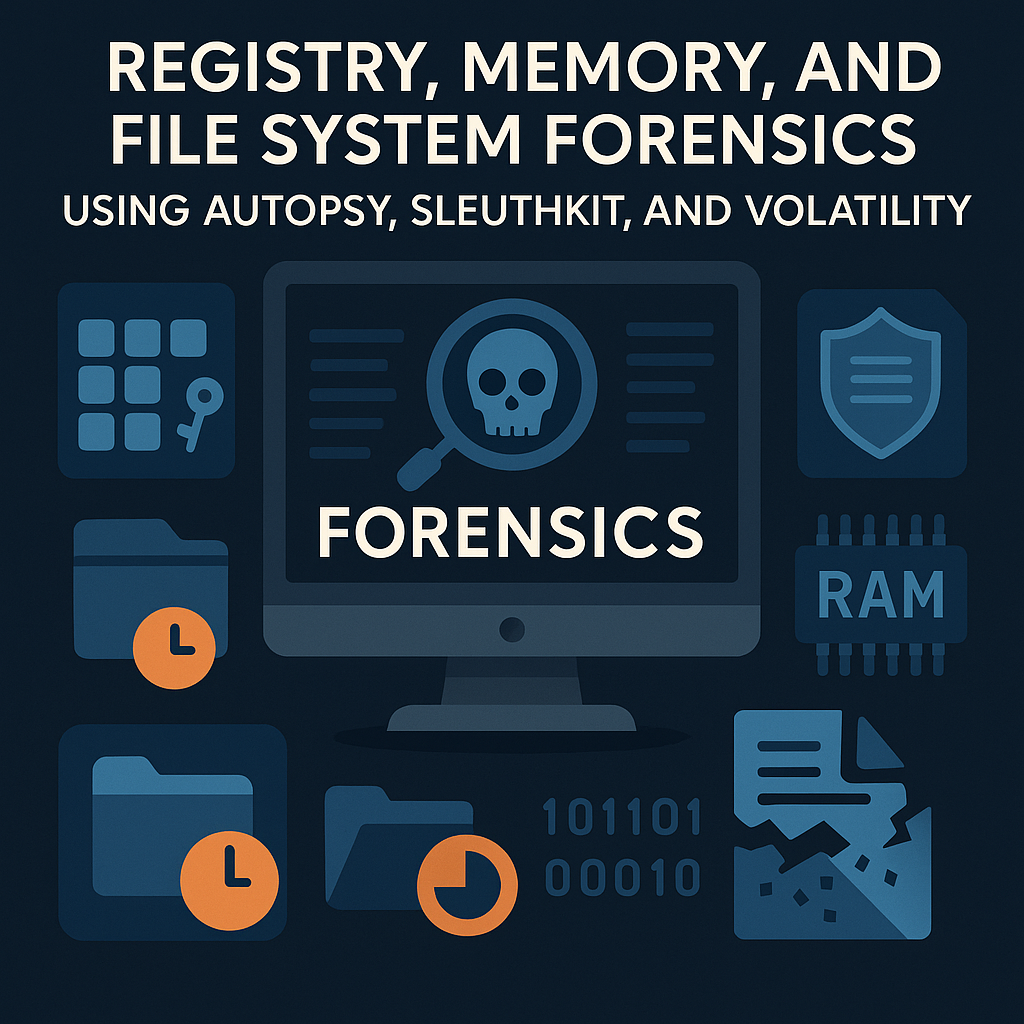 REGISTRY, MEMORY, AND
FILE SYSTEM FORENSICS
USING AUTOPSY, SLEUTHKIT, AND VOLATILITY
FORENSICS
RAM
101101
00010